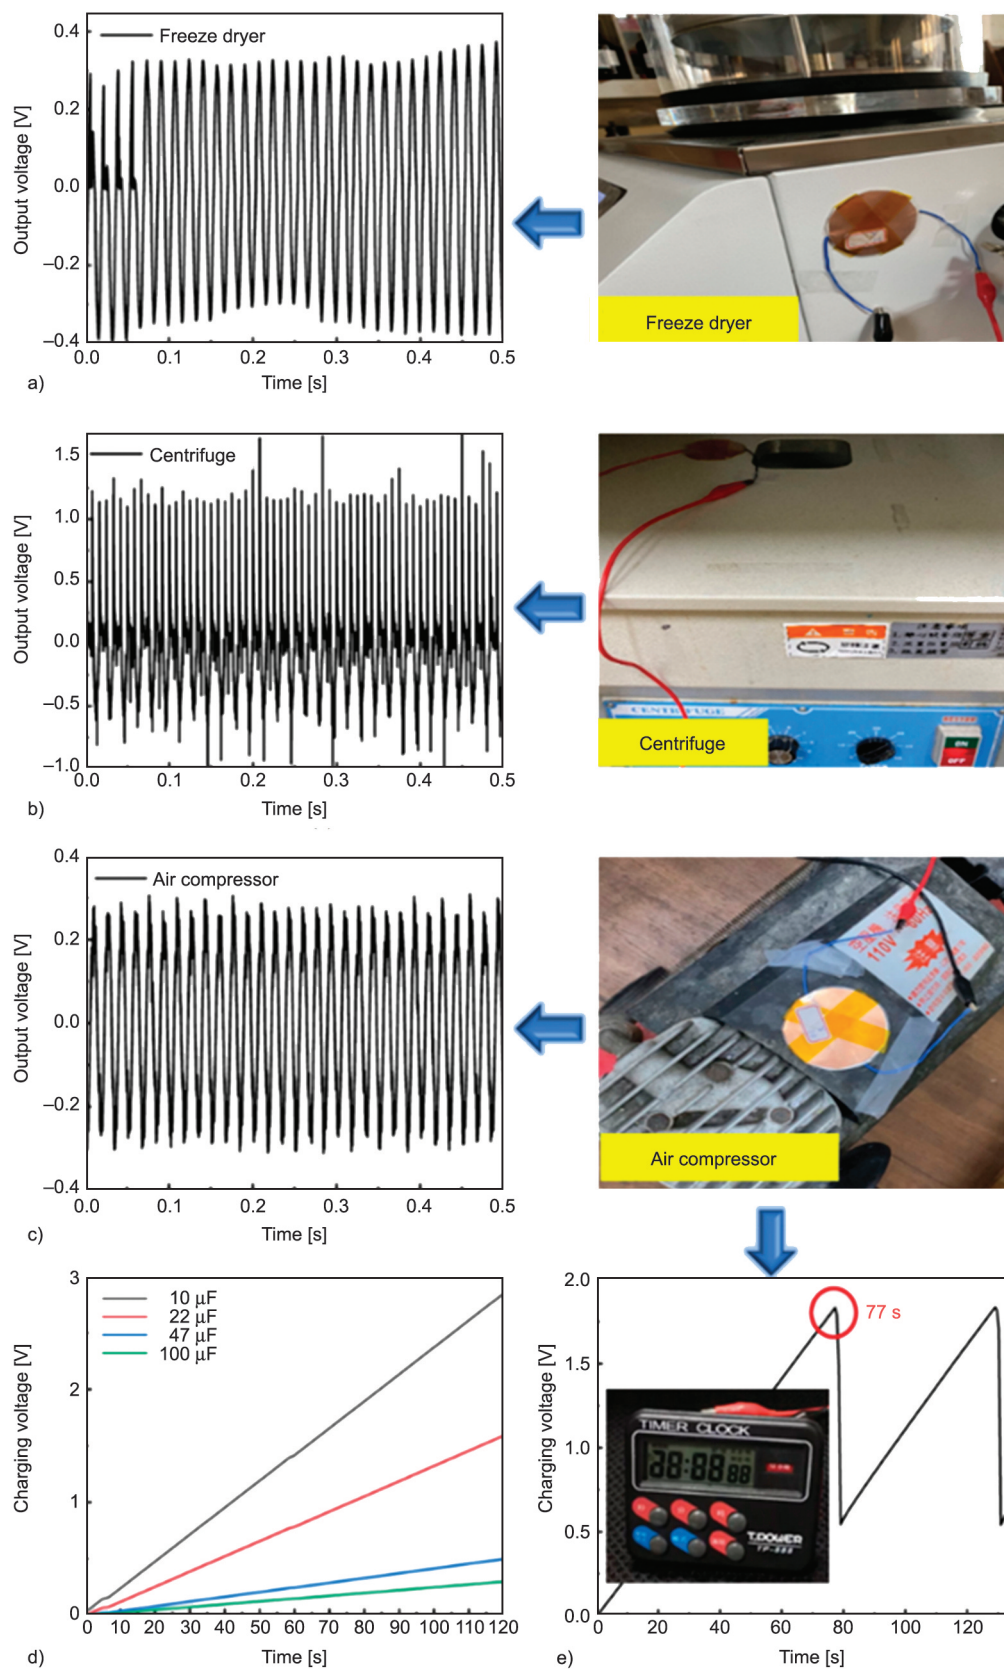 0.4
0.2
0.0
–0.2
–0.4
Output voltage [V]
Freeze dryer
0.0 0.1 0.2 0.3 0.4 0.5
Time [s]
a)
Freeze dryer
1.5
1.0
0.5
0.0
–0.5
–1.0
Output voltage [V]
Centrifuge
0.0 0.1 0.2 0.3 0.4 0.5
Time [s]
b)
CENTRIFUGE
ON
OFF
Centrifuge
0.4
0.2
0.0
–0.2
–0.4
Output voltage [V]
Air compressor
0.0 0.1 0.2 0.3 0.4 0.5
Time [s]
c)
110V 60HZ
Air compressor
3
2
1
0
Charging voltage [V]
10 μF
22 μF
47 μF
100 μF
0 10 20 30 40 50 60 70 80 90 100 110 120
Time [s]
d)
2.0
1.5
1.0
0.5
0.0
Charging voltage [V]
77 s
TIMER CLOCK
T.POWER
0 20 40 60 80 100 120
Time [s]
e)